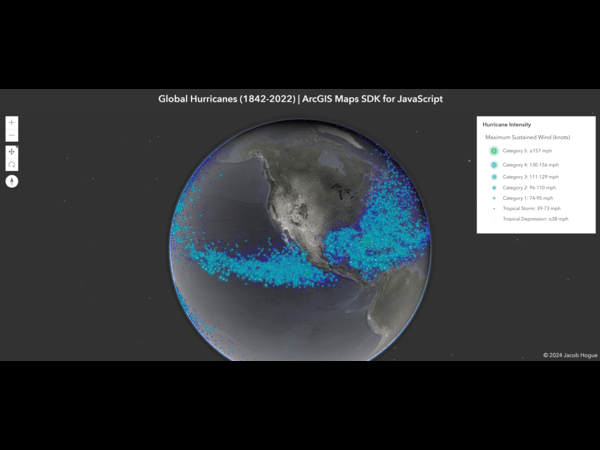 Global Hurricanes (1842-2022) | ArcGIS Maps SDK for JavaScript
Hurricane Intensity
Maximum Sustained Wind (knots)
Category 5: ≥157 mph
Category 4: 130-156 mph
Category 3: 111-129 mph
Category 2: 96-110 mph
Category 1: 74-95 mph
Tropical Storm: 39-73 mph
Tropical Depression: ≤38 mph
© 2024 Jacob Hogue